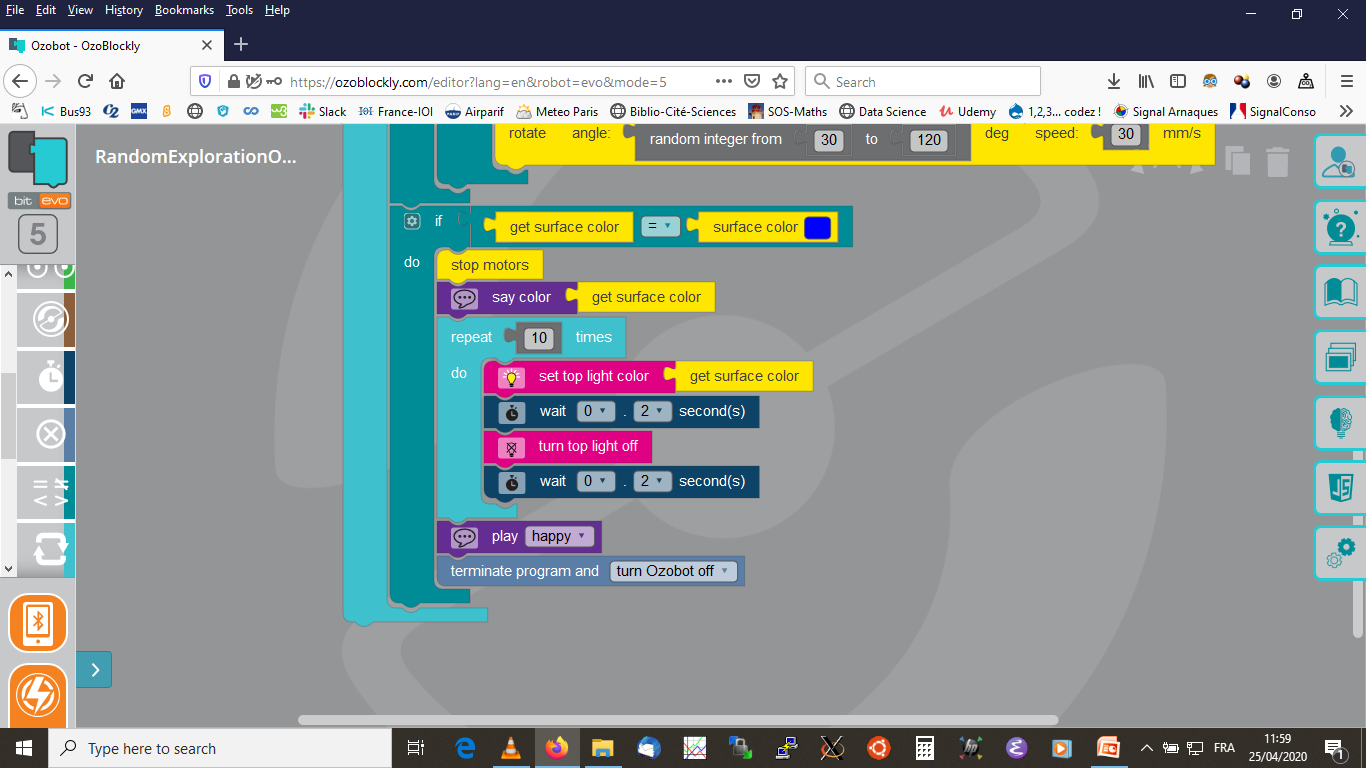 File Edit View History Bookmarks Tools Help
Ozobot - OzoBlockly
https://ozoblockly.com/editor?lang=en&robot=evo&mode=5
Search
Bus93 GMX Slack France-IOI Airparif Meteo Paris Biblio-Cité-Sciences SOS-Maths Data Science Udemy 1,2,3... codez ! Signal Arnaques SignalConso
rotate angle: random integer from 30 to 120 deg speed: 30 mm/s
RandomExplorationO...
bit evo
5
if get surface color = surface color
do stop motors
say color get surface color
repeat 10 times
do set top light color get surface color
wait 0 . 2 second(s)
turn top light off
wait 0 . 2 second(s)
play happy
terminate program and turn Ozobot off
JS
Type here to search
FRA
11:59
25/04/2020
1